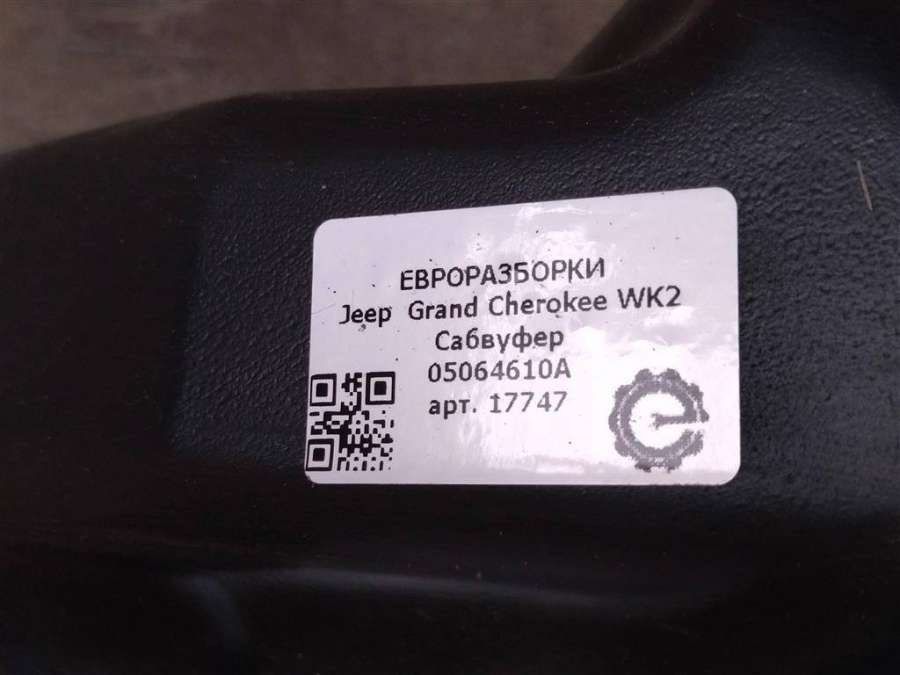 ЕВРОРАЗБОРКИ
Jeep Grand Cherokee WK2
Сабвуфер
05064610A
арт. 17747